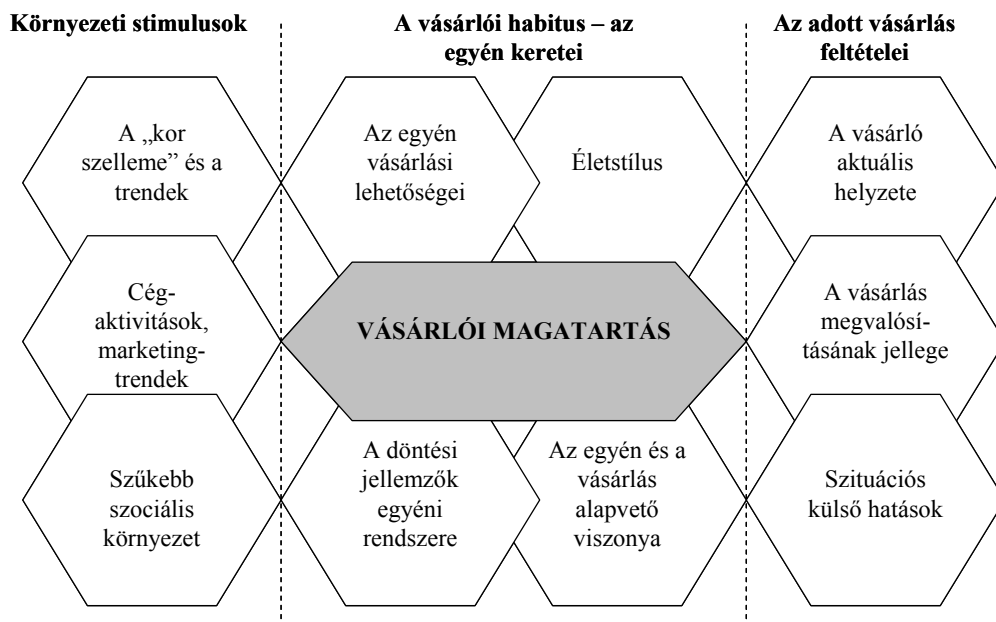 Környezeti stimulusok
A vásárlói habitus – az
egyén keretei
Az adott vásárlás
feltételei
A „kor
szelleme” és a
trendek
Az egyén
vásárlási
lehetőségei
Életstílus
A vásárló
aktuális
helyzete
Cég-
aktivitások,
marketing-
trendek
VÁSÁRLÓI MAGATARTÁS
A vásárlás
megvalósí-
tásának jellege
Szűkebb
szociális
környezet
A döntési
jellemzők
egyéni
rendszere
Az egyén és a
vásárlás
alapvető
viszonya
Szituációs
külső hatások